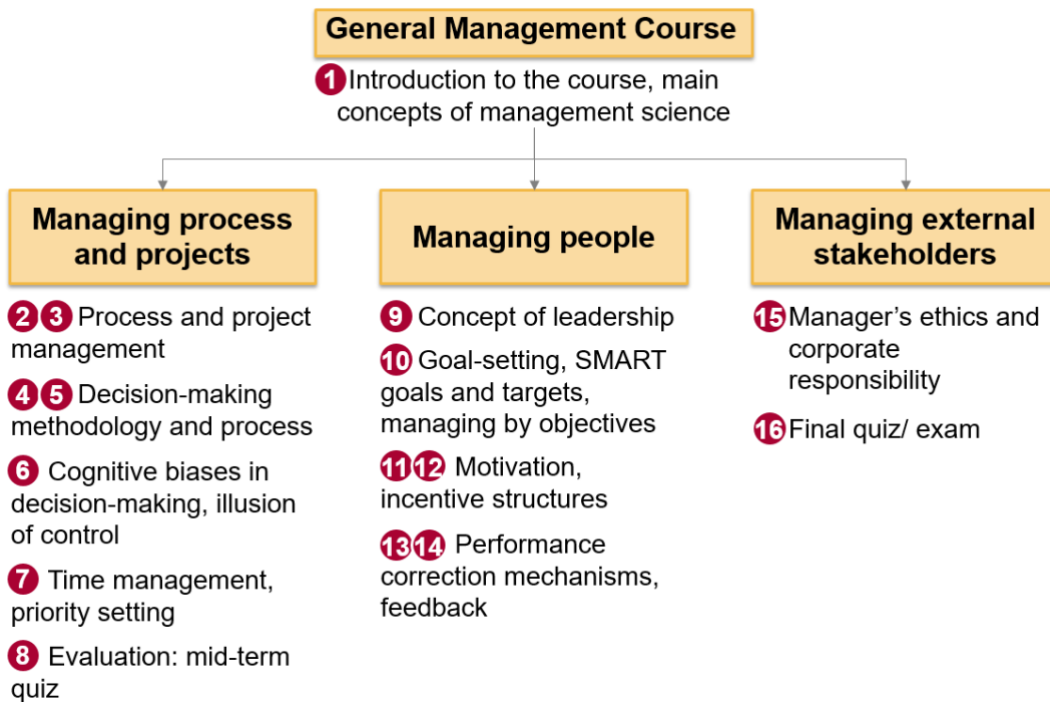 General Management Course
1 Introduction to the course, main
concepts of management science
Managing process
and projects
2 3 Process and project
management
4 5 Decision-making
methodology and process
6 Cognitive biases in
decision-making, illusion
of control
7 Time management,
priority setting
8 Evaluation: mid-term
quiz
Managing people
9 Concept of leadership
10 Goal-setting, SMART
goals and targets,
managing by objectives
11 12 Motivation,
incentive structures
13 14 Performance
correction mechanisms,
feedback
Managing external
stakeholders
15 Manager’s ethics and
corporate
responsibility
16 Final quiz/ exam